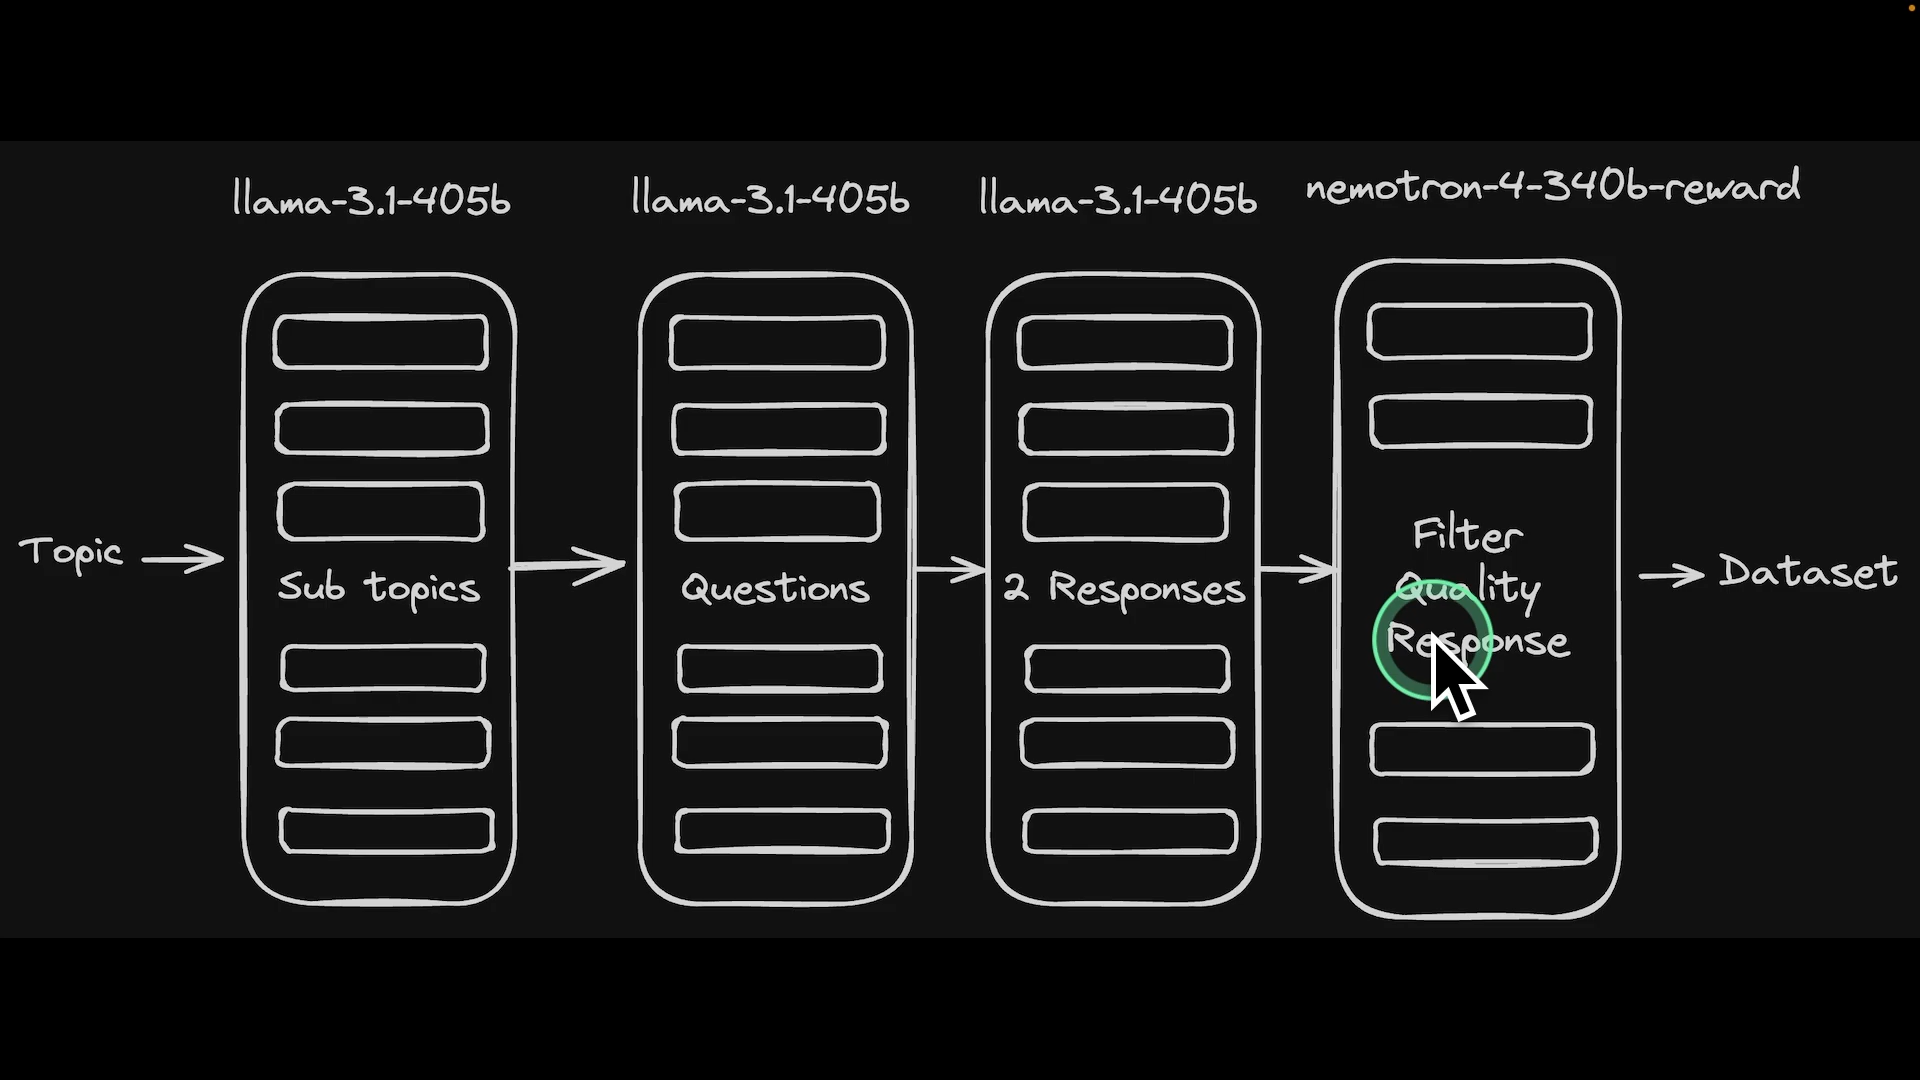 llama-3.1-405b
llama-3.1-405b
llama-3.1-405b
nemotron-4-340b-reward
Topic
Sub topics
Questions
2 Responses
Filter
Quality
Response
Dataset